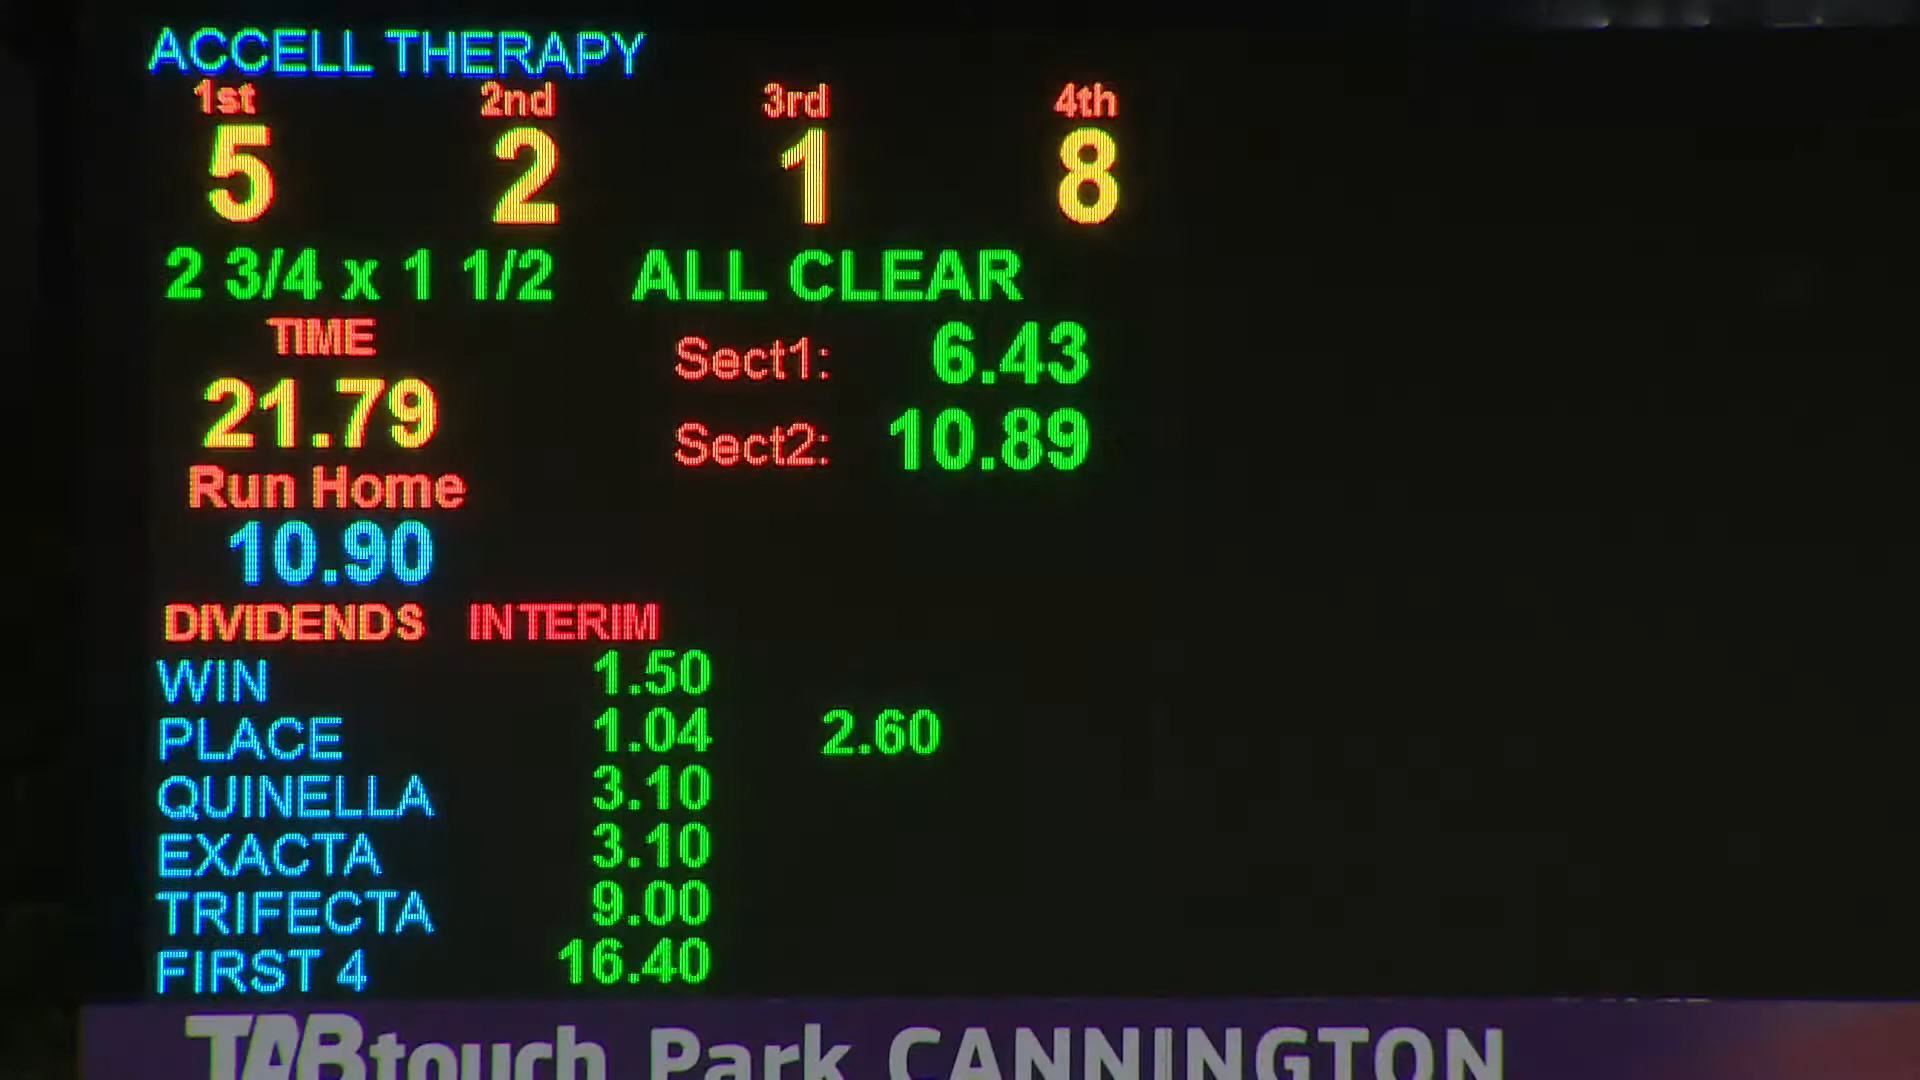 ACCELL THERAPY
1st 2nd 3rd 4th
5 2 1 8
2 3/4 x 1 1/2 ALL CLEAR
TIME
21.79
Sect1: 6.43
Sect2: 10.89
Run Home
10.90
DIVIDENDS INTERIM
WIN 1.50
PLACE 1.04 2.60
QUINELLA 3.10
EXACTA 3.10
TRIFECTA 9.00
FIRST 4 16.40
TABtouch Park CANNINGTON